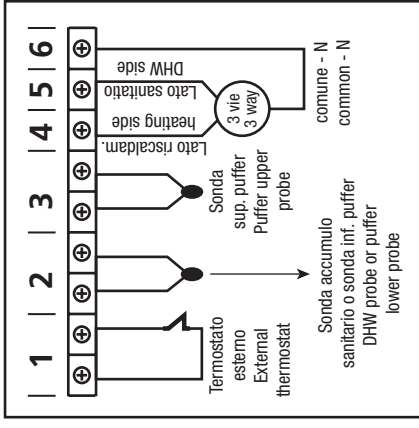 1 2 3 4 5 6
Termostato
esterno
External
thermostat
Sonda accumulo
sanitario o sonda inf. puffer
DHW probe or puffer
lower probe
Sonda
sup. puffer
Puffer upper
probe
Lato riscaldam.
heating side
Lato sanitatio
DHW side
3 vie
3 way
comune - N
common - N